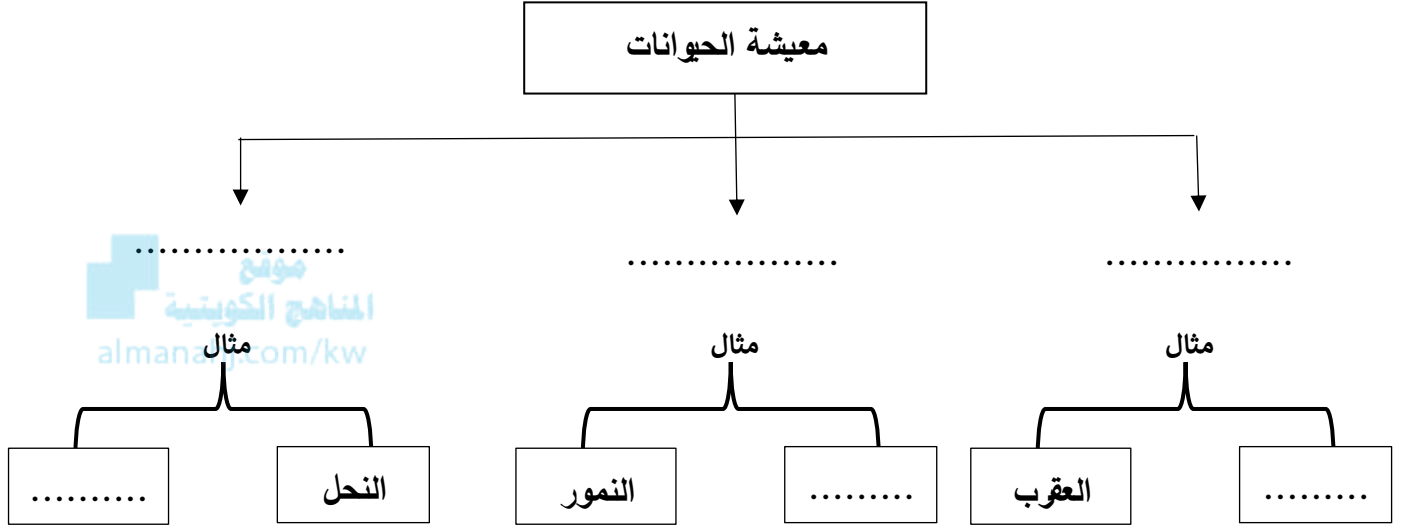 معيشة الحيوانات
............... .................. ..................
موقع
المناهج الكويتية
almanahj.com/kw
مثال مثال مثال
......... العقرب ......... النمور النحل ..........